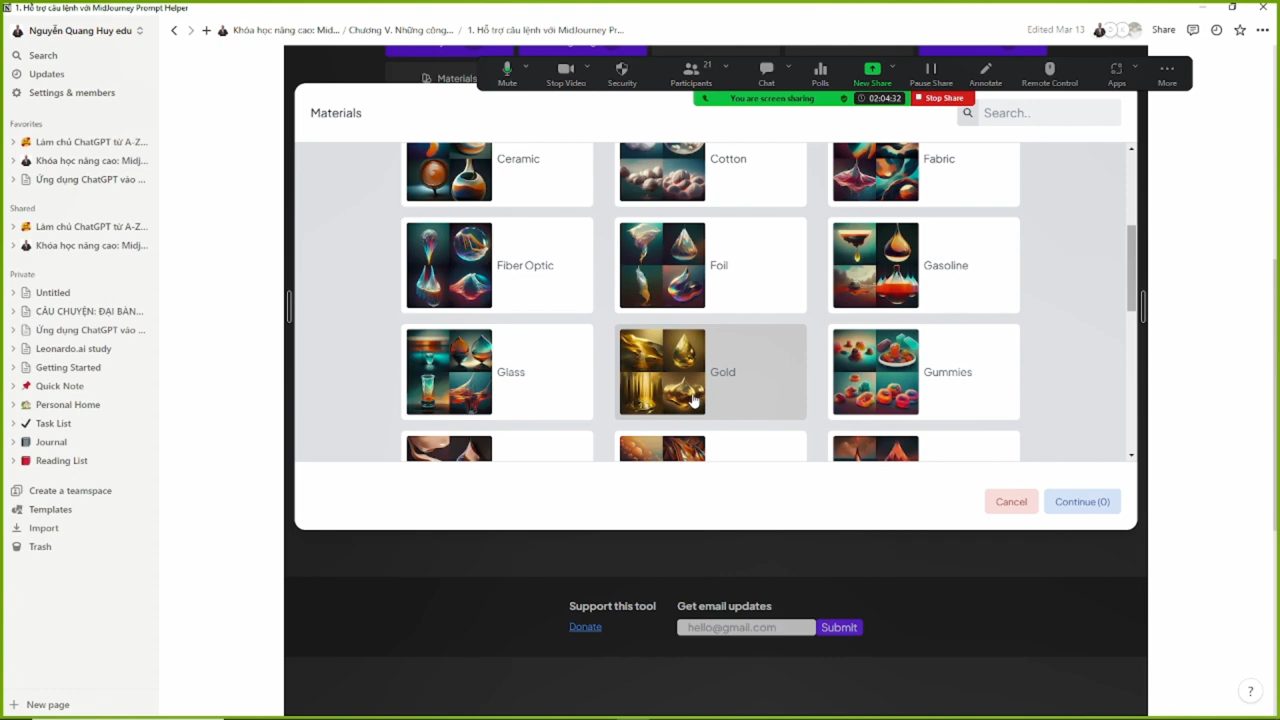 1. Hỗ trợ câu lệnh với MidJourney Prompt Helper
Nguyễn Quang Huy edu
Khóa học nâng cao: Mid... / Chương V. Những công... / 1. Hỗ trợ câu lệnh với MidJourney Pr...
Edited Mar 13
Share
Search
Updates
Settings & members
Favorites
Làm chủ ChatGPT từ A-Z...
Khóa học nâng cao: Midj...
Ứng dụng ChatGPT vào ...
Shared
Làm chủ ChatGPT từ A-Z...
Khóa học nâng cao: Midj...
Private
Untitled
CÂU CHUYỆN: ĐẠI BÀN...
Ứng dụng ChatGPT vào ...
Leonardo.ai study
Getting Started
Quick Note
Personal Home
Task List
Journal
Reading List
Create a teamspace
Templates
Import
Trash
New page
Materials
Mute
Stop Video
Security
Participants
21
Chat
Polls
New Share
Pause Share
Annotate
Remote Control
Apps
More
You are screen sharing
02:04:32
Stop Share
Materials
Search..
Ceramic
Cotton
Fabric
Fiber Optic
Foil
Gasoline
Glass
Gold
Gummies
Cancel
Continue (0)
Support this tool
Get email updates
Donate
hello@gmail.com
Submit
?